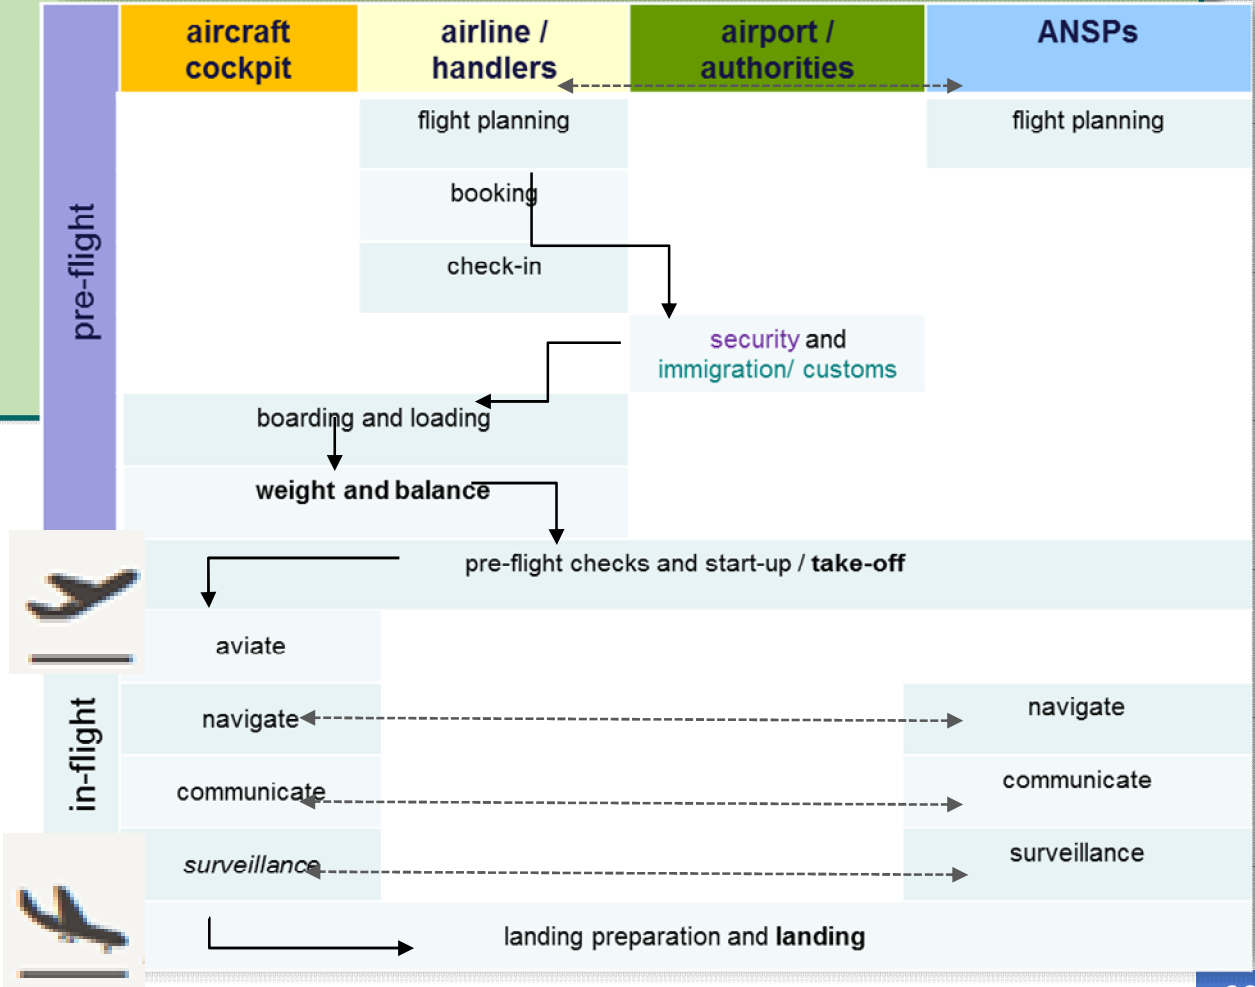 aircraft
cockpit
airline /
handlers
airport /
authorities
ANSPs
pre-flight
flight planning
flight planning
booking
check-in
security and
immigration/ customs
boarding and loading
weight and balance
pre-flight checks and start-up / take-off
in-flight
aviate
navigate
navigate
communicate
communicate
surveillance
surveillance
landing preparation and landing